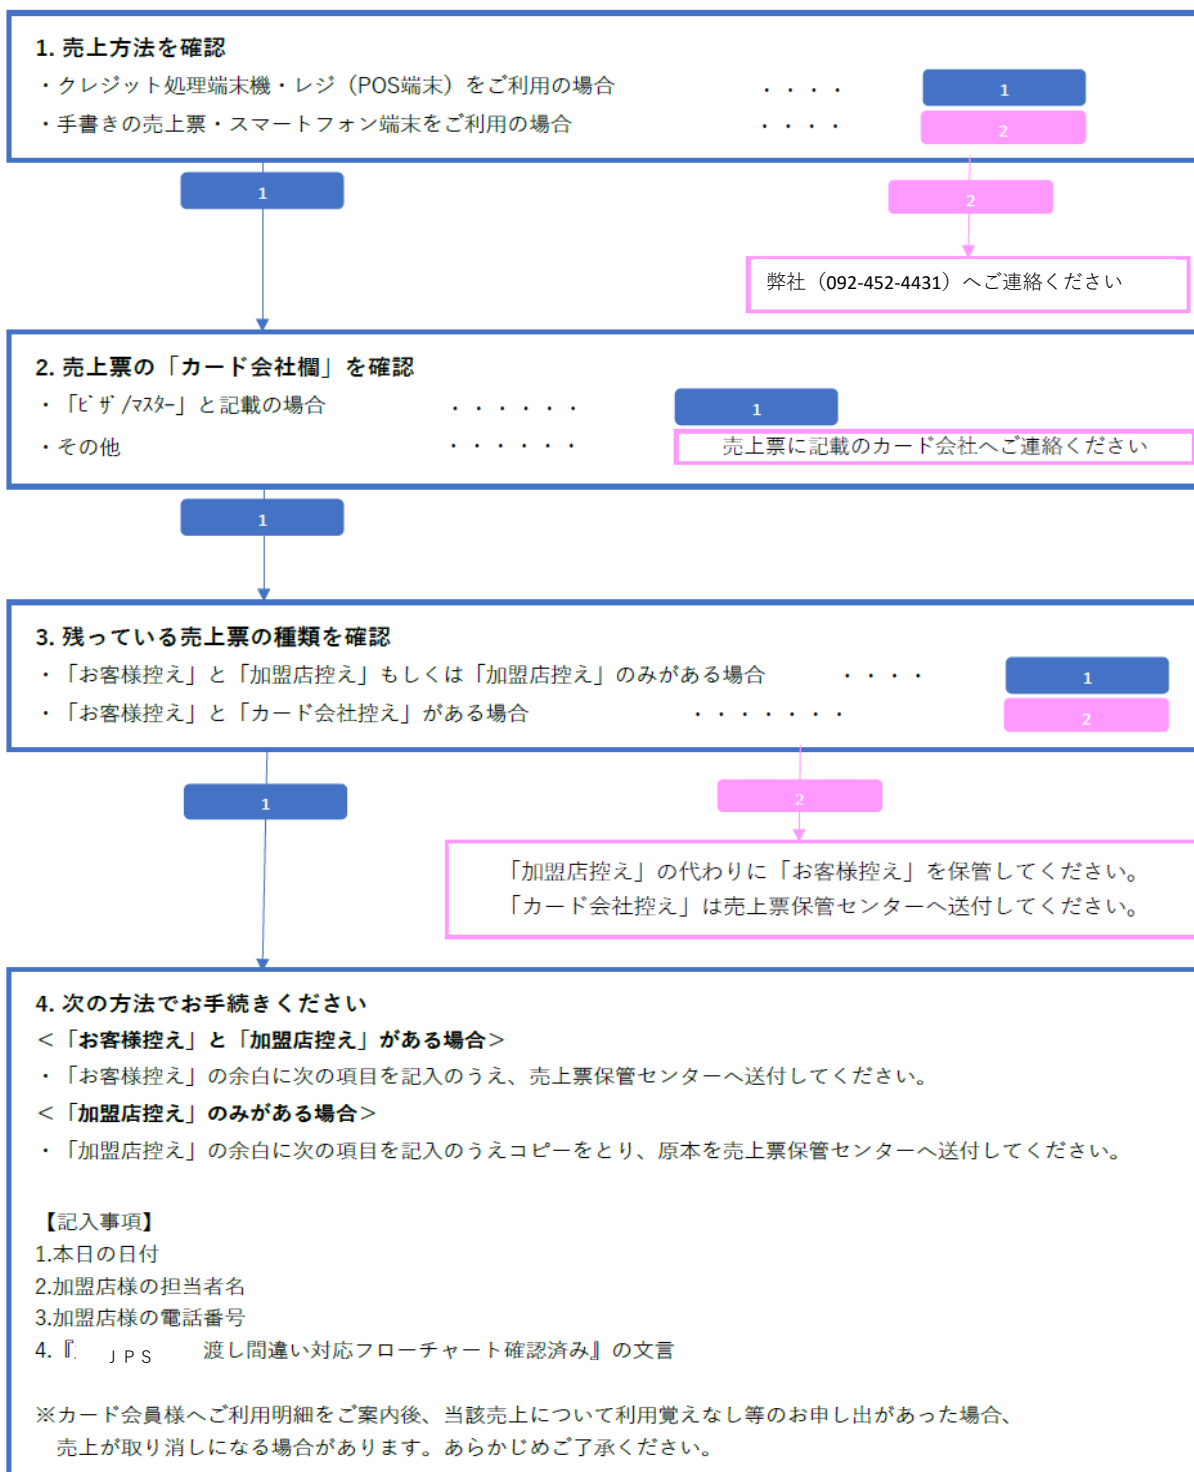 1. 売上方法を確認
・クレジット処理端末機・レジ（POS端末）をご利用の場合 ・・・・ 1
・手書きの売上票・スマートフォン端末をご利用の場合 ・・・・ 2
1
2
弊社（092-452-4431）へご連絡ください
2. 売上票の「カード会社欄」を確認
・「ﾋﾞｻﾞ/ﾏｽﾀｰ」と記載の場合 ・・・・・・ 1
・その他 ・・・・・・ 売上票に記載のカード会社へご連絡ください
1
3. 残っている売上票の種類を確認
・「お客様控え」と「加盟店控え」もしくは「加盟店控え」のみがある場合 ・・・・ 1
・「お客様控え」と「カード会社控え」がある場合 ・・・・・・・ 2
1
2
「加盟店控え」の代わりに「お客様控え」を保管してください。
「カード会社控え」は売上票保管センターへ送付してください。
4. 次の方法でお手続きください
＜「お客様控え」と「加盟店控え」がある場合＞
・「お客様控え」の余白に次の項目を記入のうえ、売上票保管センターへ送付してください。
＜「加盟店控え」のみがある場合＞
・「加盟店控え」の余白に次の項目を記入のうえコピーをとり、原本を売上票保管センターへ送付してください。
【記入事項】
1.本日の日付
2.加盟店様の担当者名
3.加盟店様の電話番号
4.『ＪＰＳ 渡し間違い対応フローチャート確認済み』の文言
※カード会員様へご利用明細をご案内後、当該売上について利用覚えなし等のお申し出があった場合、
売上が取り消しになる場合があります。あらかじめご了承ください。